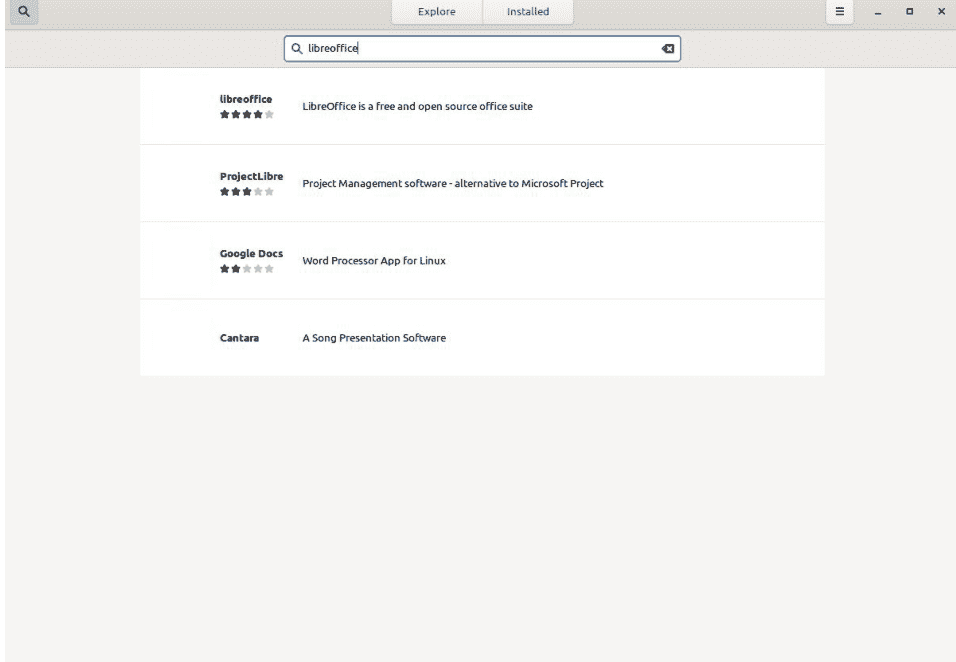 Explore Installed
libreoffice
libreoffice LibreOffice is a free and open source office suite
ProjectLibre Project Management software - alternative to Microsoft Project
Google Docs Word Processor App for Linux
Cantara A Song Presentation Software